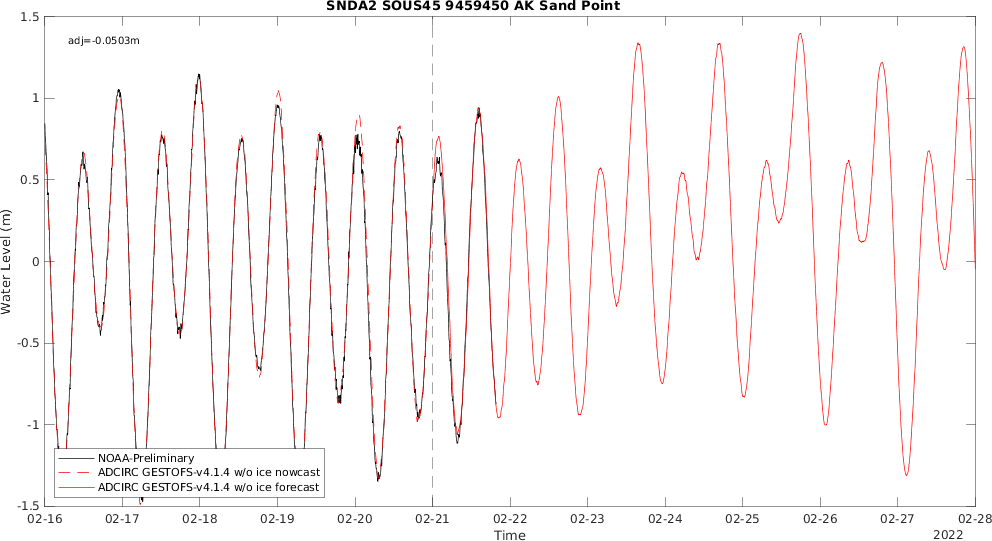 SNDA2 SOUS45 9459450 AK Sand Point
adj=-0.0503m
Water Level (m)
1.5
1
0.5
0
-0.5
-1
-1.5
NOAA-Preliminary
ADCIRC GESTOFS-v4.1.4 w/o ice nowcast
ADCIRC GESTOFS-v4.1.4 w/o ice forecast
02-16 02-17 02-18 02-19 02-20 02-21 02-22 02-23 02-24 02-25 02-26 02-27 02-28
Time
2022